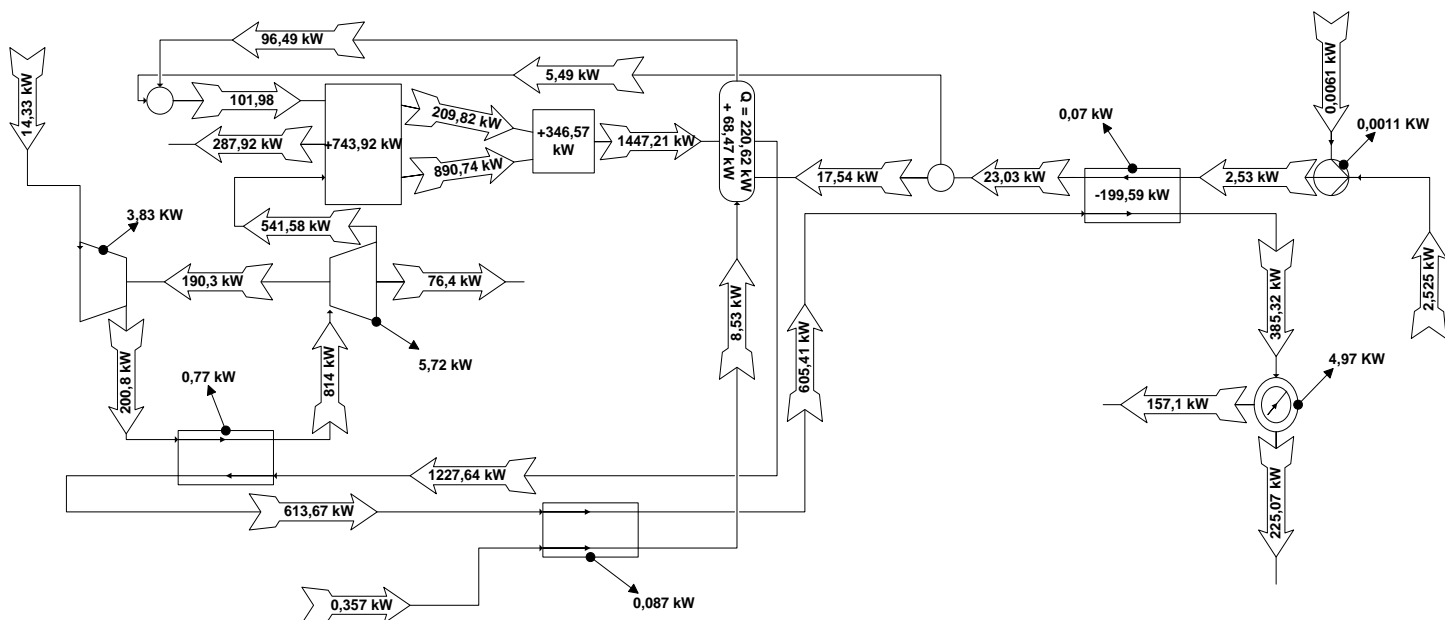 96,49 kW
5,49 kW
14,33 kW
101,98
209,82 kW
+743,92 kW
287,92 kW
890,74 kW
+346,57
kW
1447,21 kW
Q = 220,62 kW
+ 68,47 kW
0,0061 kW
0,07 kW
0,0011 KW
17,54 kW
23,03 kW
-199,59 kW
2,53 kW
2,525 kW
541,58 kW
3,83 KW
190,3 kW
76,4 kW
5,72 kW
200,8 kW
814 kW
0,77 kW
8,53 kW
605,41 kW
385,32 kW
4,97 KW
157,1 kW
225,07 kW
1227,64 kW
613,67 kW
0,357 kW
0,087 kW